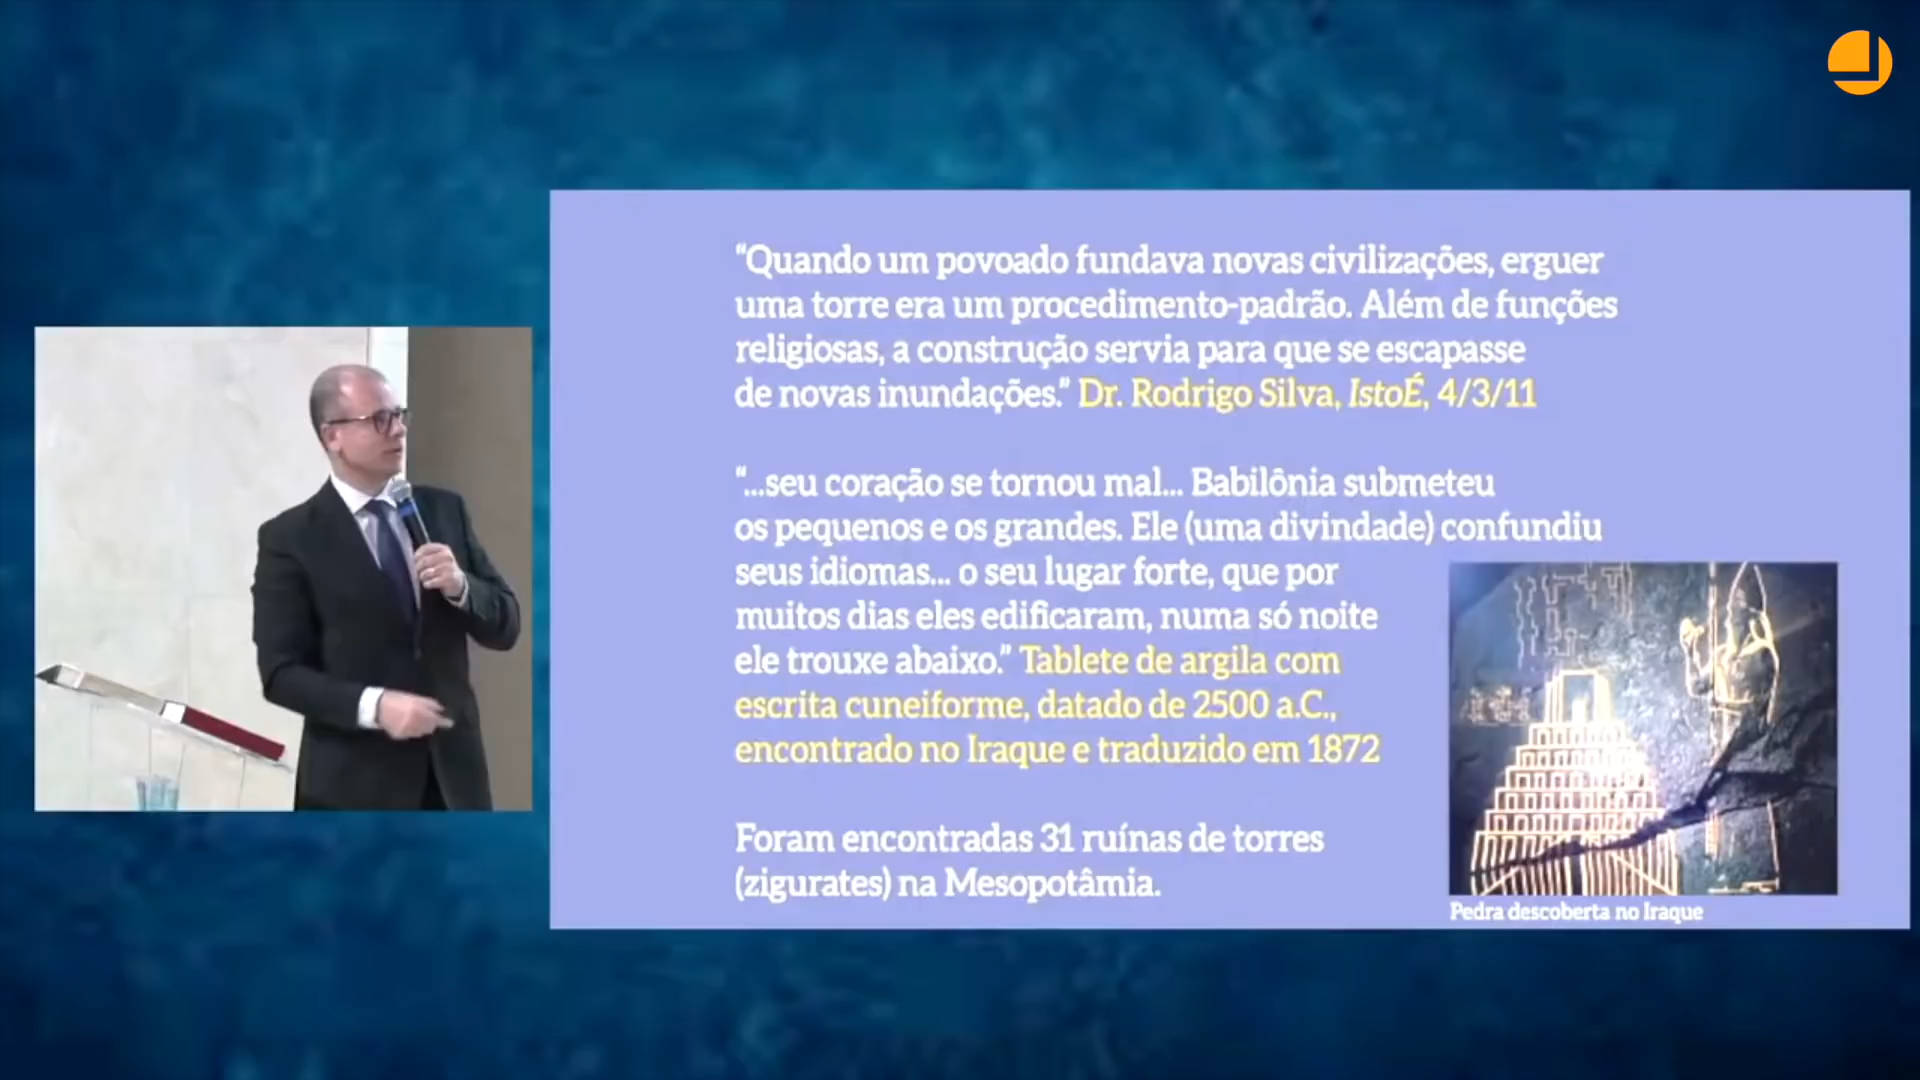 “Quando um povoado fundava novas civilizações, erguer
uma torre era um procedimento-padrão. Além de funções
religiosas, a construção servia para que se escapasse
de novas inundações.” Dr. Rodrigo Silva, IstoÉ, 4/3/11
“...seu coração se tornou mal... Babilônia submeteu
os pequenos e os grandes. Ele (uma divindade) confundiu
seus idiomas... o seu lugar forte, que por
muitos dias eles edificaram, numa só noite
ele trouxe abaixo.” Tablete de argila com
escrita cuneiforme, datado de 2500 a.C.,
encontrado no Iraque e traduzido em 1872
Foram encontradas 31 ruínas de torres
(zigurates) na Mesopotâmia.
Pedra descoberta no Iraque